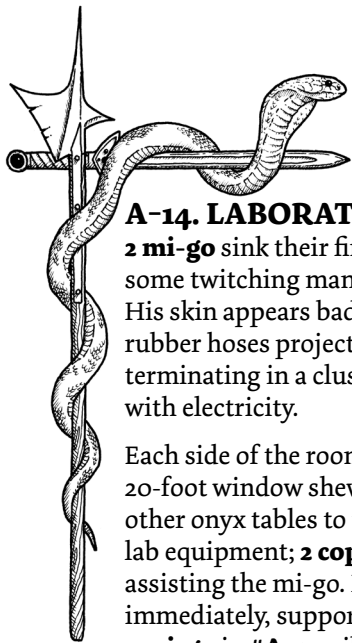 A-14. LABORAT
2 mi-go sink their fi
some twitching man
His skin appears bad
rubber hoses project
terminating in a clus
with electricity.
Each side of the room
20-foot window shew
other onyx tables to
lab equipment; 2 cop
assisting the mi-go.
immediately, suppor